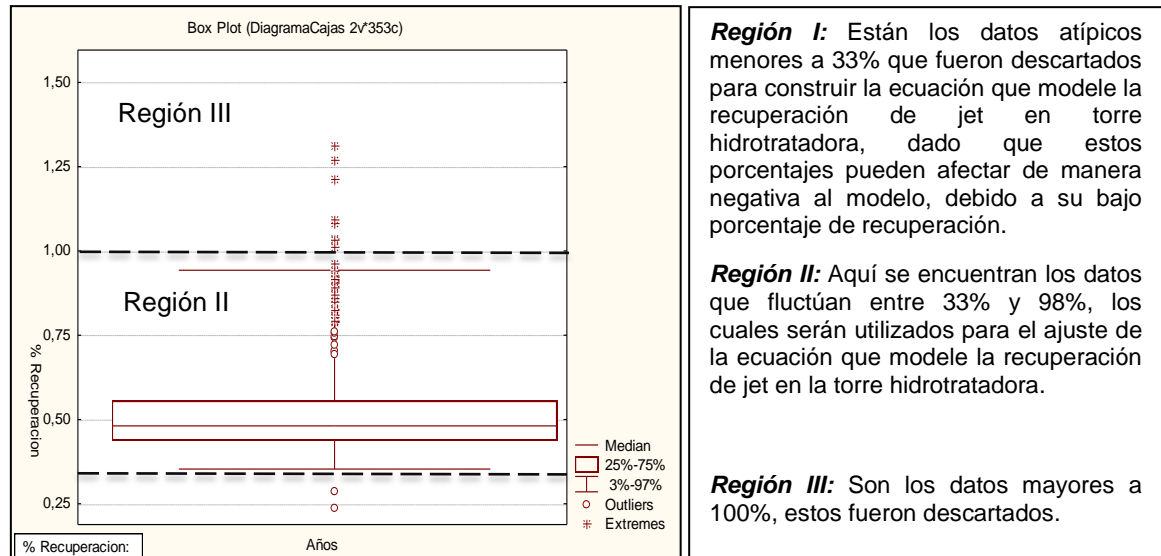 Box Plot (DiagramaCajas 2v*353c)
1,50
1,25
1,00
0,75
0,50
0,25
% Recuperacion
Región III
Región II
Median
25%-75%
3%-97%
Outliers
Extremes
% Recuperacion:
Años
Región I: Están los datos atípicos
menores a 33% que fueron descartados
para construir la ecuación que modele la
recuperación de jet en torre
hidrotratadora, dado que estos
porcentajes pueden afectar de manera
negativa al modelo, debido a su bajo
porcentaje de recuperación.
Región II: Aquí se encuentran los datos
que fluctúan entre 33% y 98%, los
cuales serán utilizados para el ajuste de
la ecuación que modele la recuperación
de jet en la torre hidrotratadora.
Región III: Son los datos mayores a
100%, estos fueron descartados.